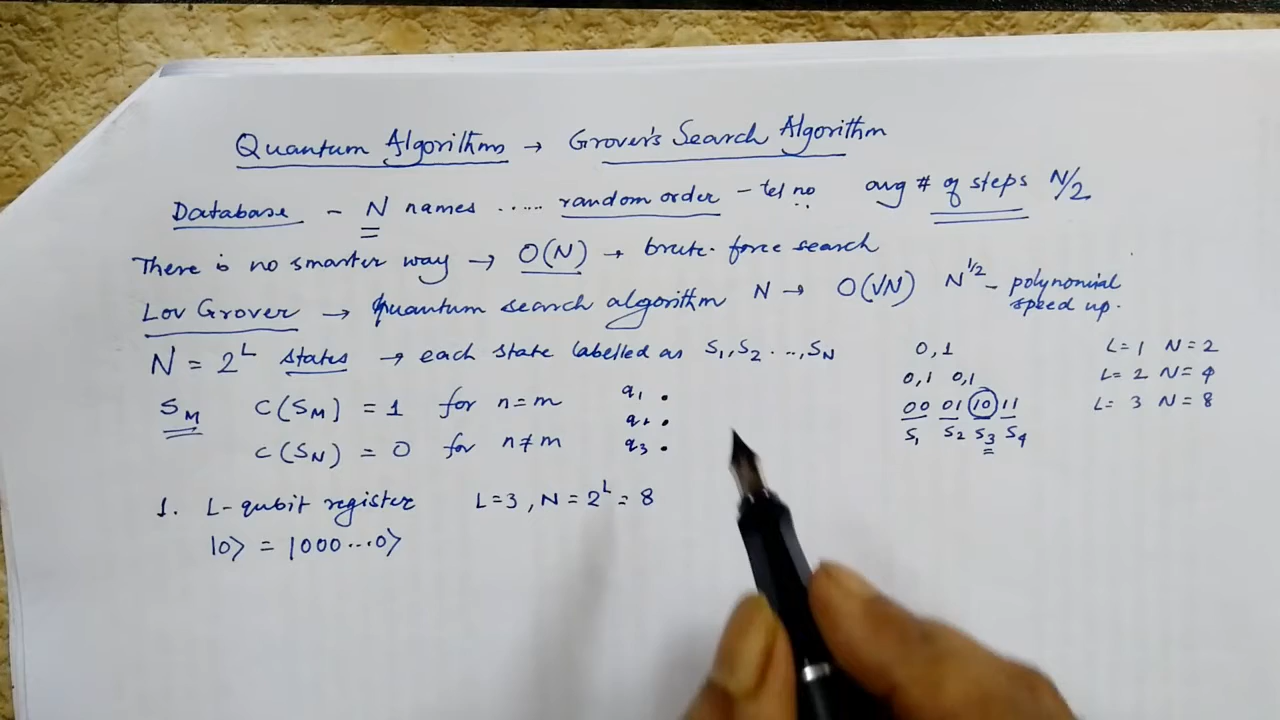 Quantum Algorithms → Grover's Search Algorithm
Database - N names ..... random order - tel no avg # of steps N/2
There is no smarter way → O(N) → brute-force search
Lov Grover → quantum search algorithm N → O(√N) N^1/2 - polynomial speed up.
N = 2^L states → each state labelled as S1, S2 ..., SN
SM C(SM) = 1 for n=m
C(SN) = 0 for n≠m
q1 .
q2 .
q3 .
0,1
0,1 0,1
00 01 10 11
S1 S2 S3 S4
L=1 N=2
L=2 N=4
L=3 N=8
1. L-qubit register L=3, N=2^L=8
|0⟩ = |000...0⟩